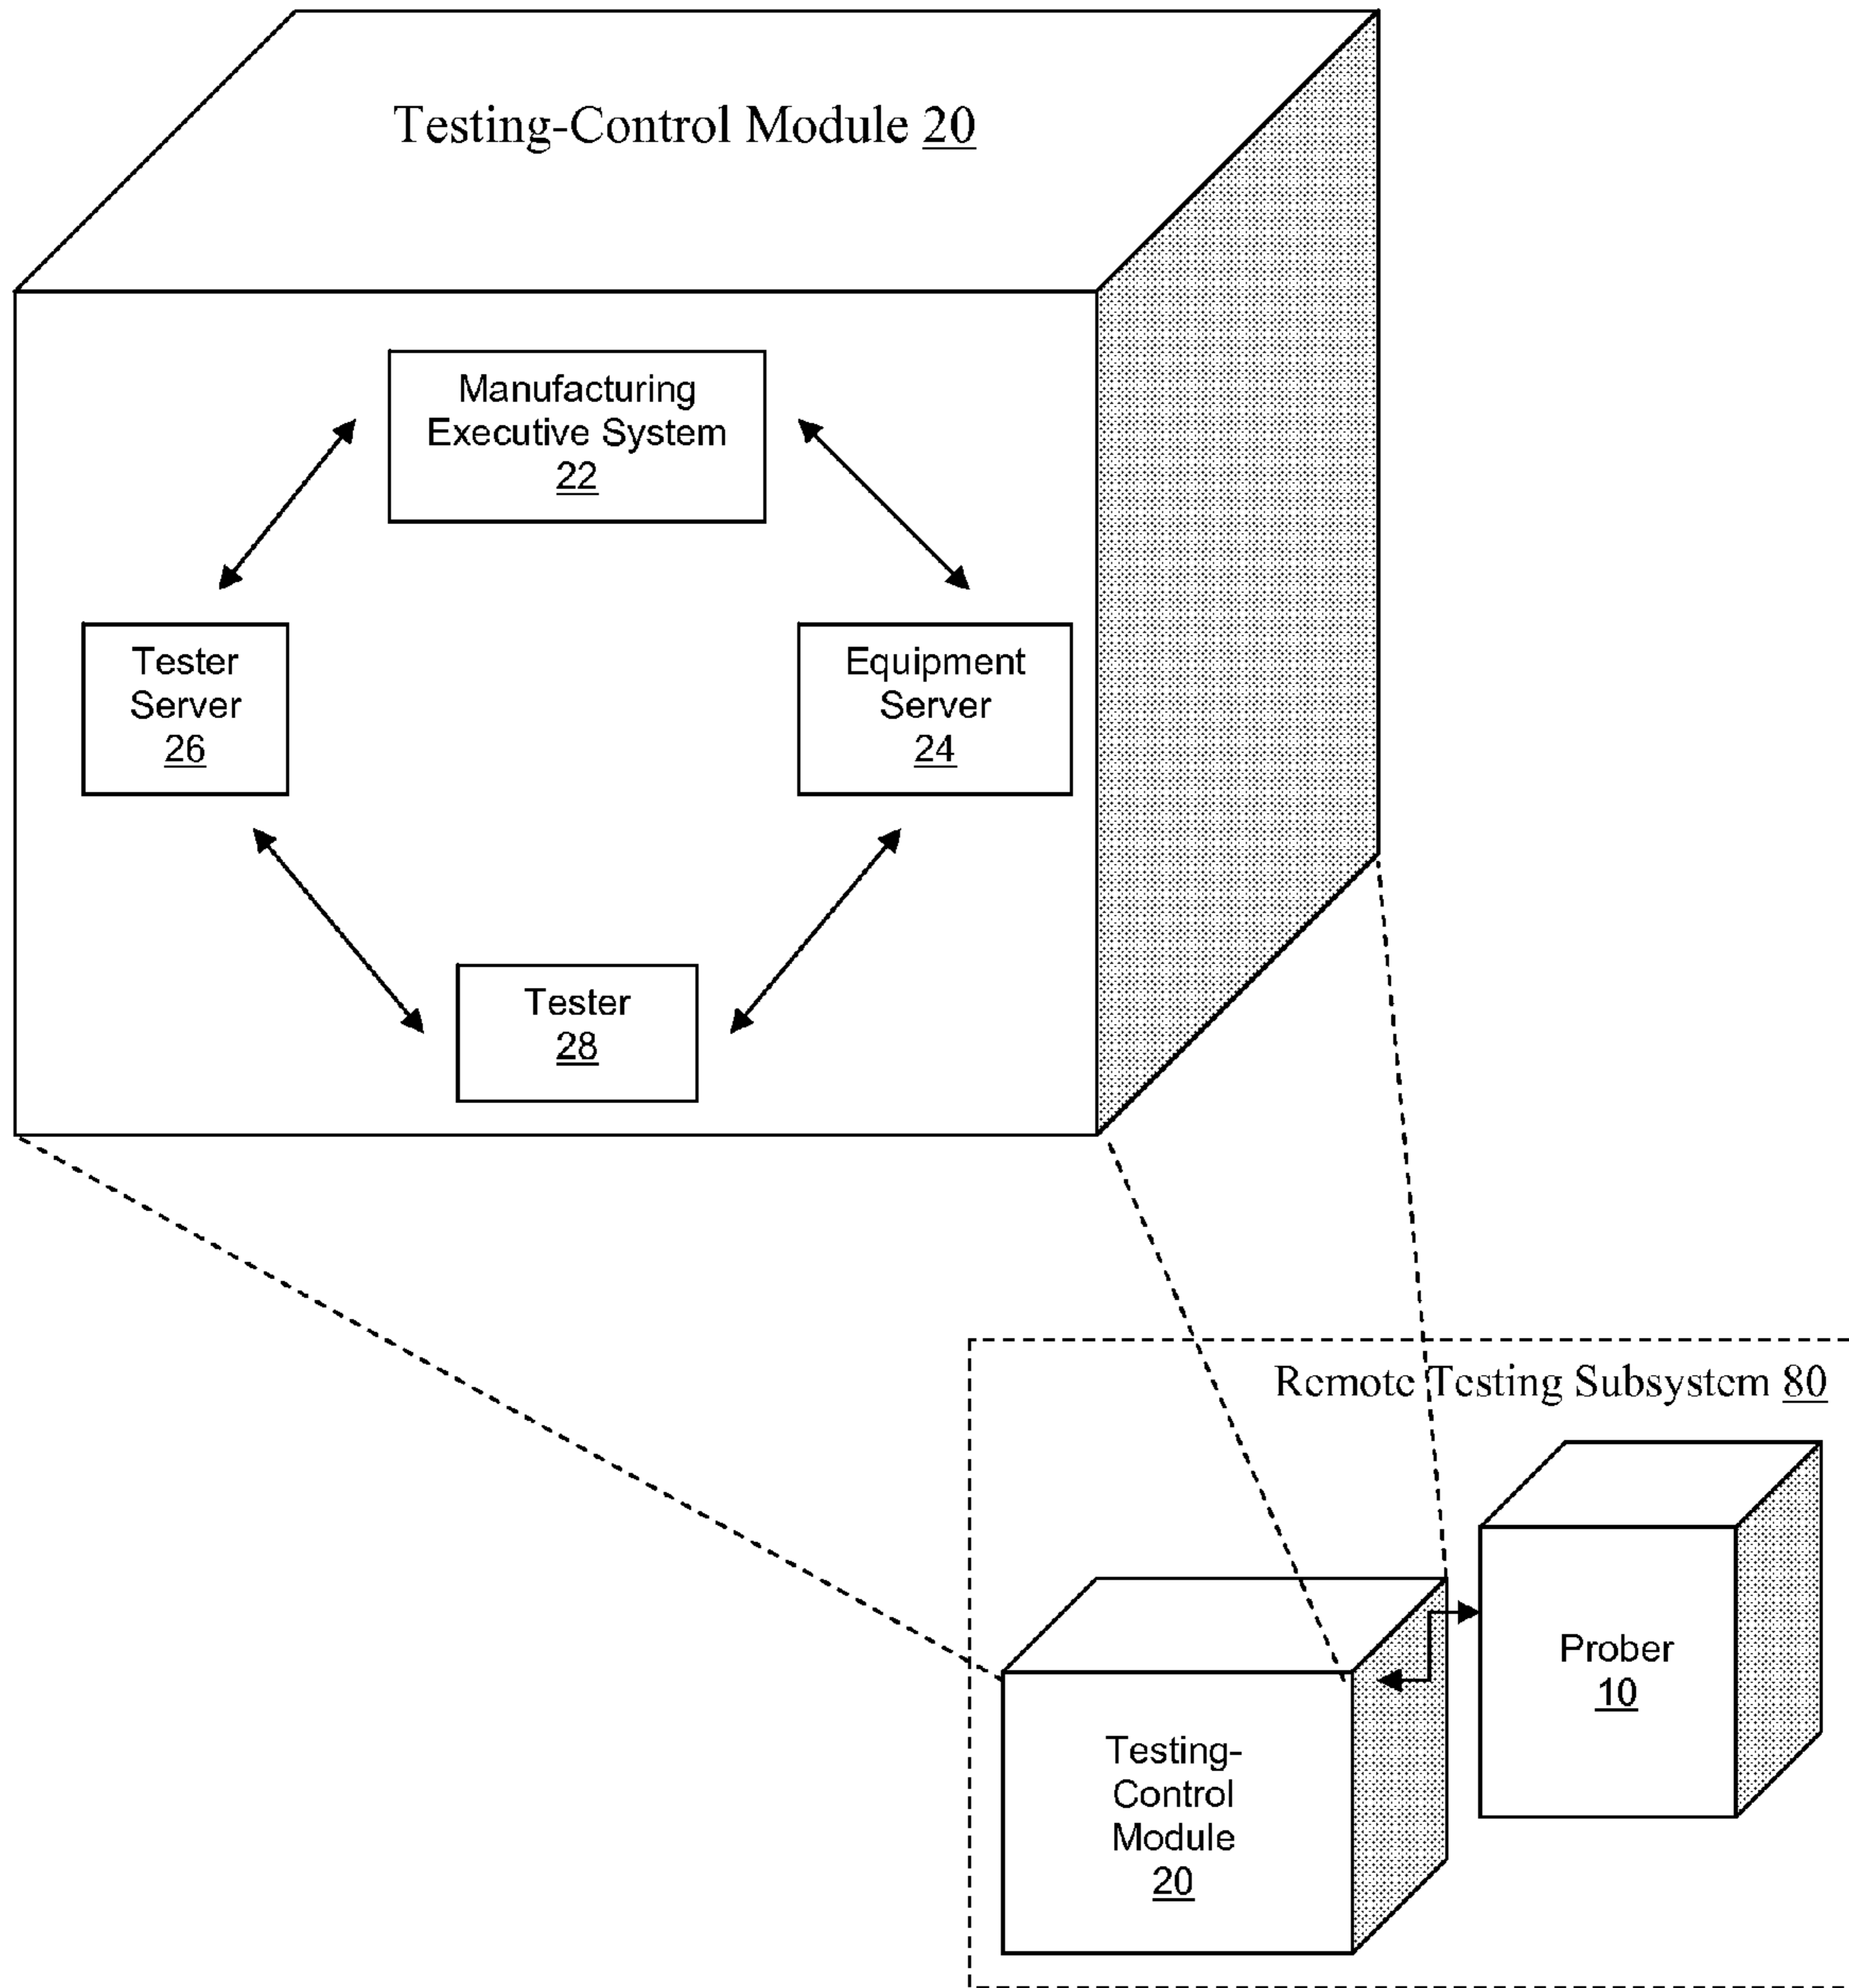 Testing-Control Module 20
Manufacturing
Executive System
22
Tester
Server
26
Equipment
Server
24
Tester
28
Remote Testing Subsystem 80
Prober
10
Testing-
Control
Module
20